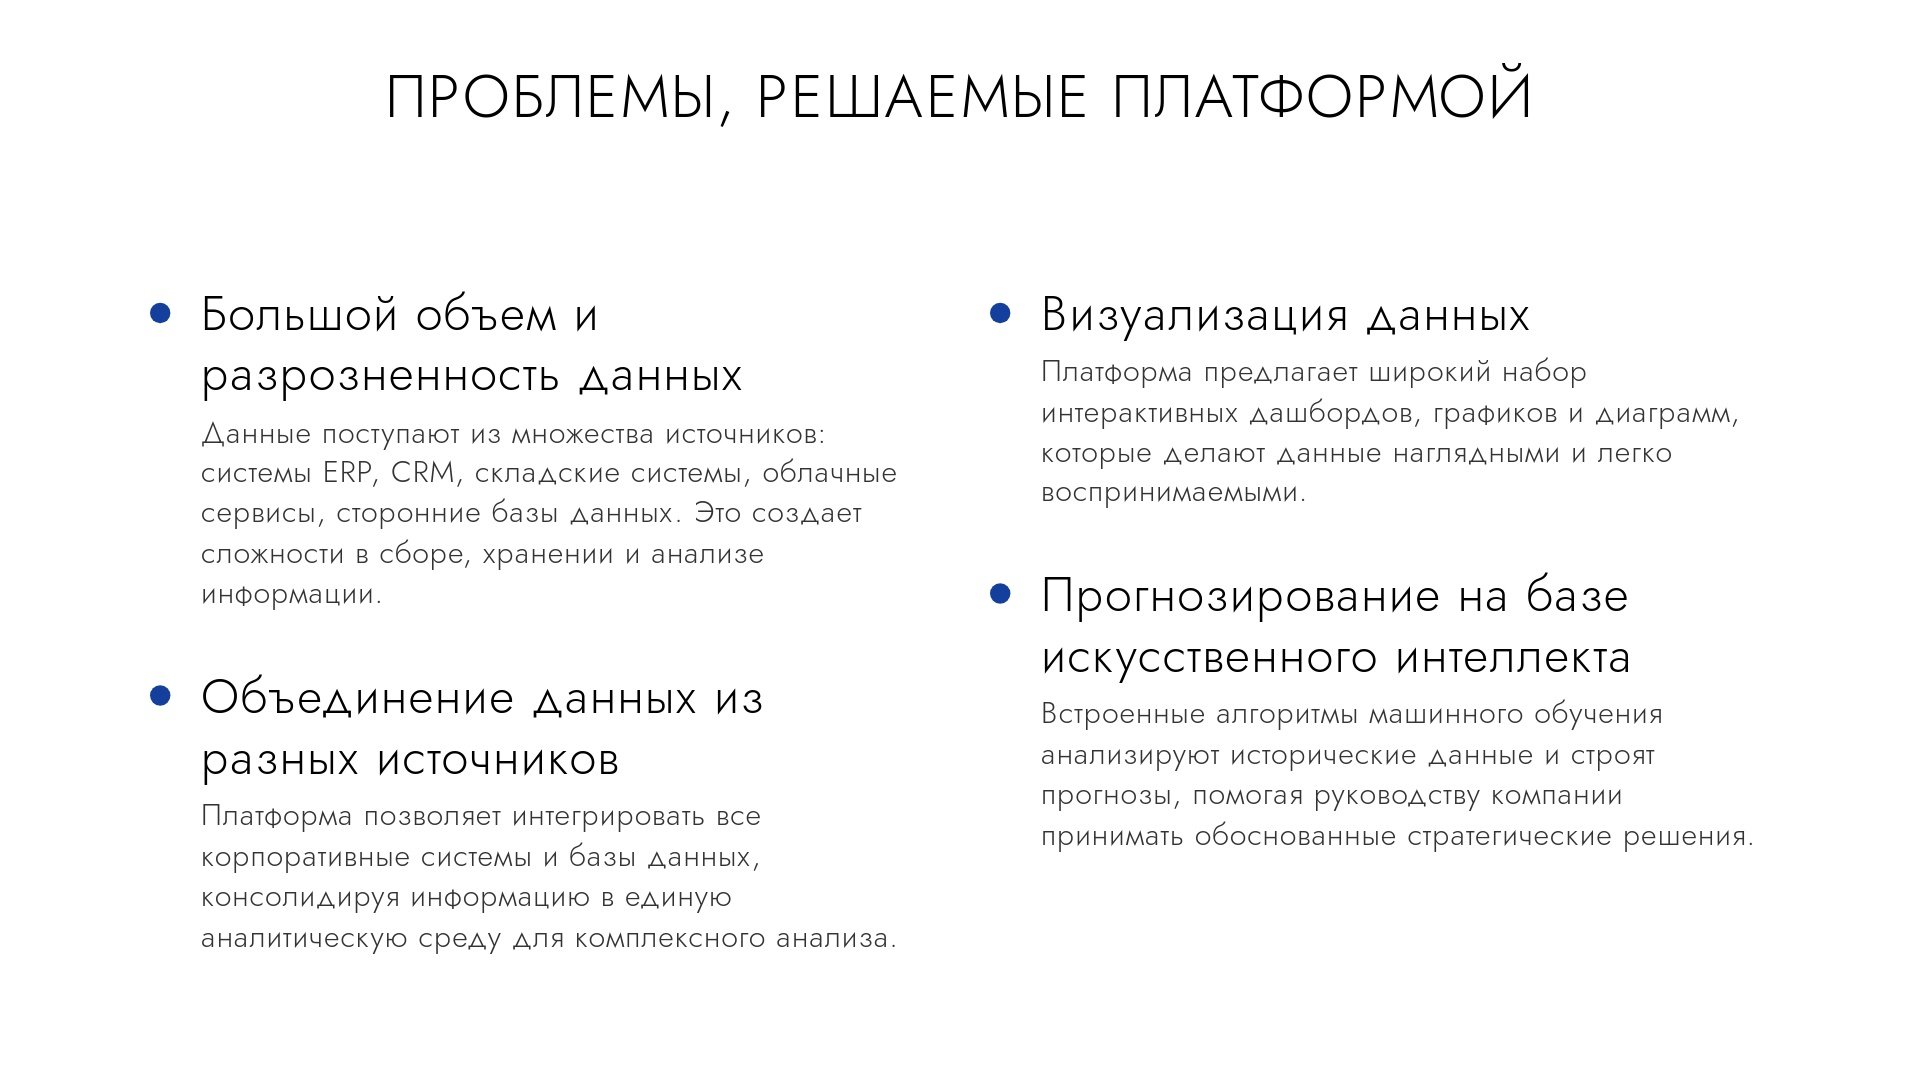 ПРОБЛЕМЫ, РЕШАЕМЫЕ ПЛАТФОРМОЙ
Большой объем и
разрозненность данных
Данные поступают из множества источников:
системы ERP, CRM, складские системы, облачные
сервисы, сторонние базы данных. Это создает
сложности в сборе, хранении и анализе
информации.
Объединение данных из
разных источников
Платформа позволяет интегрировать все
корпоративные системы и базы данных,
консолидируя информацию в единую
аналитическую среду для комплексного анализа.
Визуализация данных
Платформа предлагает широкий набор
интерактивных дашбордов, графиков и диаграмм,
которые делают данные наглядными и легко
воспринимаемыми.
Прогнозирование на базе
искусственного интеллекта
Встроенные алгоритмы машинного обучения
анализируют исторические данные и строят
прогнозы, помогая руководству компании
принимать обоснованные стратегические решения.